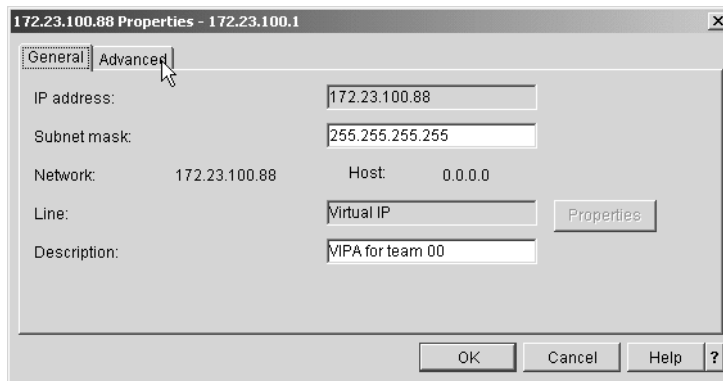 172.23.100.88 Properties - 172.23.100.1
General Advanced
IP address: 172.23.100.88
Subnet mask: 255.255.255.255
Network: 172.23.100.88 Host: 0.0.0.0
Line: Virtual IP Properties
Description: VIPA for team 00
OK Cancel Help ?